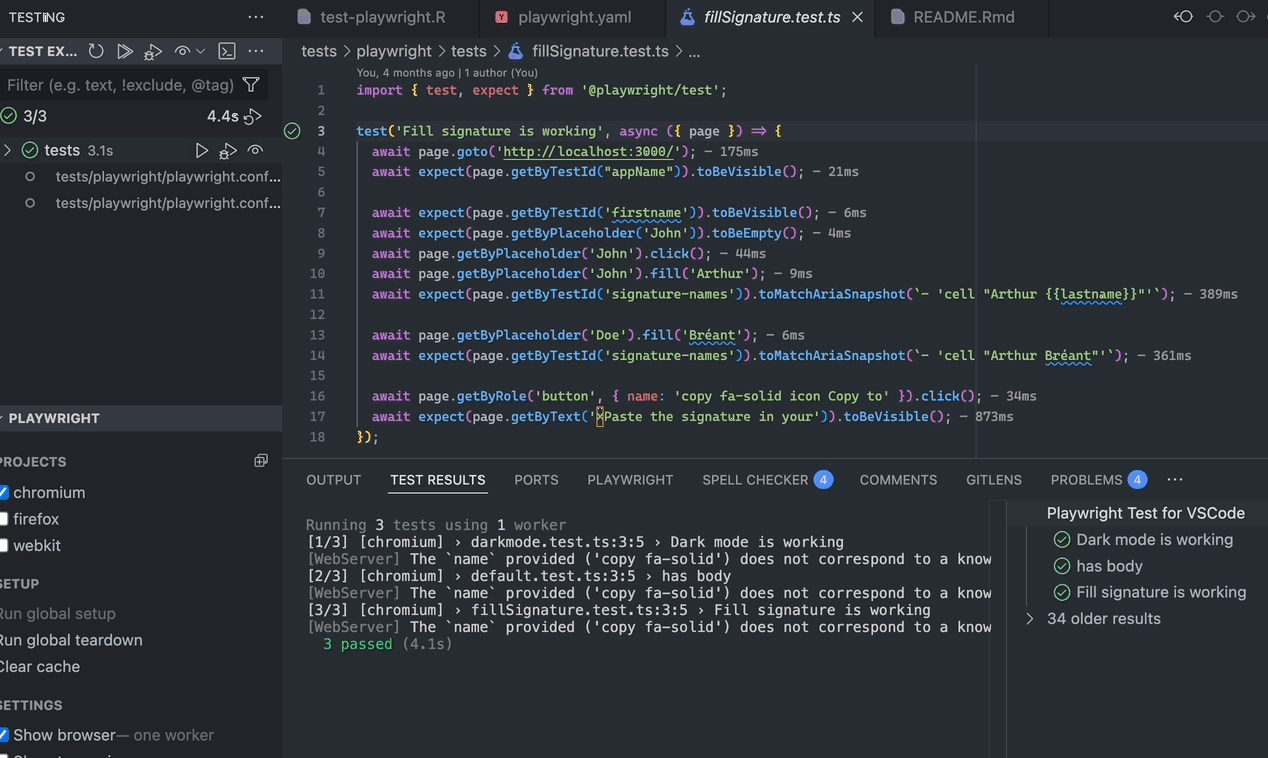 TESTING
test-playwright.R
playwright.yaml
fillSignature.test.ts
README.Rmd
TEST EX...
Filter (e.g. text, !exclude, @tag)
3/3
4.4s
tests 3.1s
tests/playwright/playwright.conf...
tests/playwright/playwright.conf...
PLAYWRIGHT
PROJECTS
chromium
firefox
webkit
SETUP
Run global setup
Run global teardown
Clear cache
SETTINGS
Show browser— one worker
tests > playwright > tests > fillSignature.test.ts > ...
You, 4 months ago | 1 author (You)
1 import { test, expect } from '@playwright/test';
2
3 test('Fill signature is working', async ({ page }) => {
4 await page.goto('http://localhost:3000/'); — 175ms
5 await expect(page.getByTestId("appName")).toBeVisible(); — 21ms
6
7 await expect(page.getByTestId('firstname')).toBeVisible(); — 6ms
8 await expect(page.getByPlaceholder('John')).toBeEmpty(); — 4ms
9 await page.getByPlaceholder('John').click(); — 44ms
10 await page.getByPlaceholder('John').fill('Arthur'); — 9ms
11 await expect(page.getByTestId('signature-names')).toMatchAriaSnapshot(`- 'cell "Arthur {{lastname}}"'`); — 389ms
12
13 await page.getByPlaceholder('Doe').fill('Bréant'); — 6ms
14 await expect(page.getByTestId('signature-names')).toMatchAriaSnapshot(`- 'cell "Arthur Bréant"'`); — 361ms
15
16 await page.getByRole('button', { name: 'copy fa-solid icon Copy to' }).click(); — 34ms
17 await expect(page.getByText('×Paste the signature in your')).toBeVisible(); — 873ms
18 });
OUTPUT
TEST RESULTS
PORTS
PLAYWRIGHT
SPELL CHECKER 4
COMMENTS
GITLENS
PROBLEMS 4
Running 3 tests using 1 worker
[1/3] [chromium] › darkmode.test.ts:3:5 › Dark mode is working
[WebServer] The `name` provided ('copy fa-solid') does not correspond to a know
[2/3] [chromium] › default.test.ts:3:5 › has body
[WebServer] The `name` provided ('copy fa-solid') does not correspond to a know
[3/3] [chromium] › fillSignature.test.ts:3:5 › Fill signature is working
[WebServer] The `name` provided ('copy fa-solid') does not correspond to a know
3 passed (4.1s)
Playwright Test for VSCode
Dark mode is working
has body
Fill signature is working
34 older results